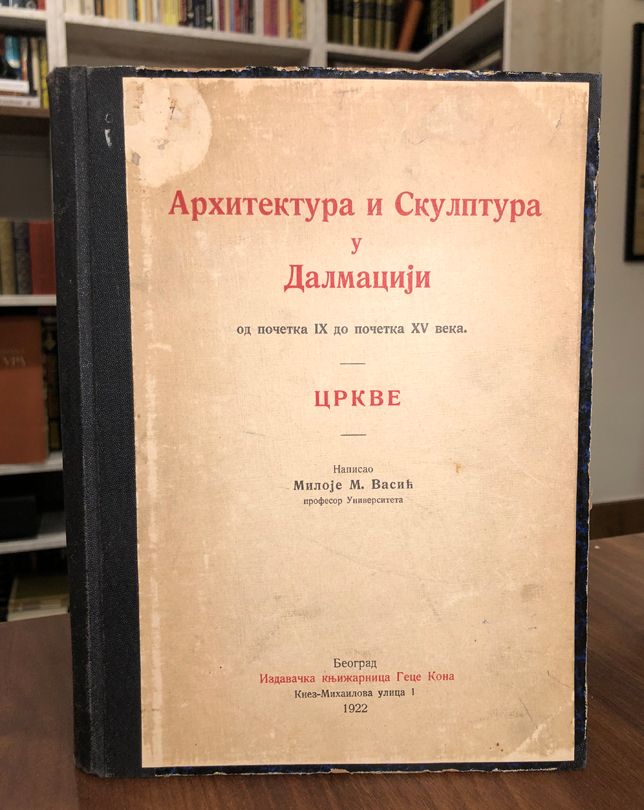 Архитектура и Скулптура
у
Далмацији
од почетка IX до почетка XV века.
ЦРКВЕ
Написао
Милоје М. Васић
професор Университета
Београд
Издавачка књижарница Геце Кона
Кнез-Михаилова улица 1
1922